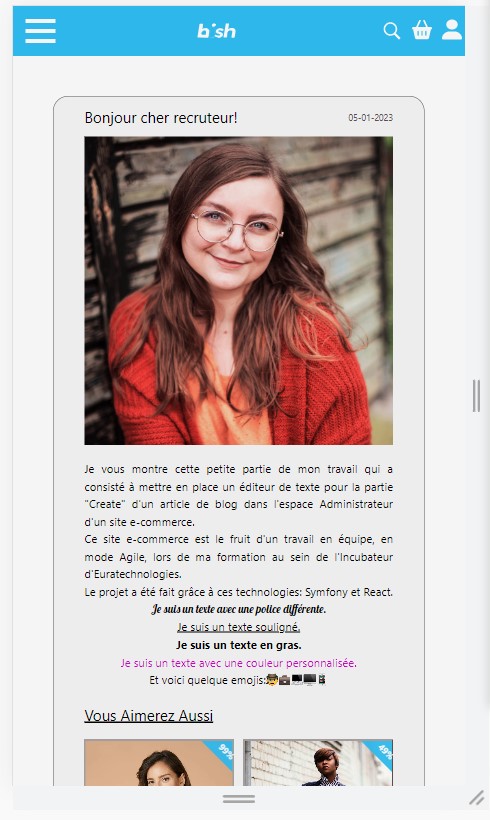 bish
Bonjour cher recruteur!
05-01-2023
Je vous montre cette petite partie de mon travail qui a
consisté à mettre en place un éditeur de texte pour la partie
"Create" d'un article de blog dans l'espace Administrateur
d'un site e-commerce.
Ce site e-commerce est le fruit d'un travail en équipe, en
mode Agile, lors de ma formation au sein de l'Incubateur
d'Euratechnologies.
Le projet a été fait grâce à ces technologies: Symfony et React.
Je suis un texte avec une police différente.
Je suis un texte souligné.
Je suis un texte en gras.
Je suis un texte avec une couleur personnalisée.
Et voici quelque emojis:
Vous Aimerez Aussi
99%
49%